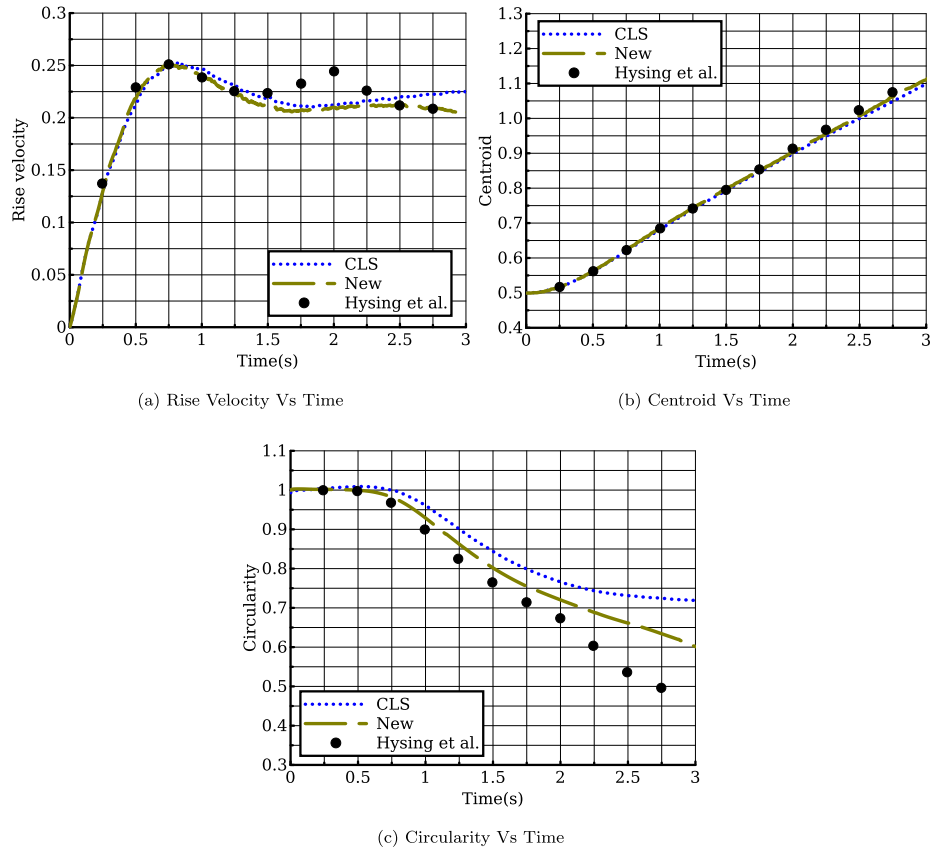 0.3
0.25
0.2
0.15
0.1
0.05
0
Rise velocity
CLS
New
Hysing et al.
0 0.5 1 1.5 2 2.5 3
Time(s)
(a) Rise Velocity Vs Time
1.3
1.2
1.1
1.0
0.9
0.8
0.7
0.6
0.5
0.4
Centroid
CLS
New
Hysing et al.
0 0.5 1 1.5 2 2.5 3
Time(s)
(b) Centroid Vs Time
1.1
1
0.9
0.8
0.7
0.6
0.5
0.4
0.3
Circularity
CLS
New
Hysing et al.
0 0.5 1 1.5 2 2.5 3
Time(s)
(c) Circularity Vs Time